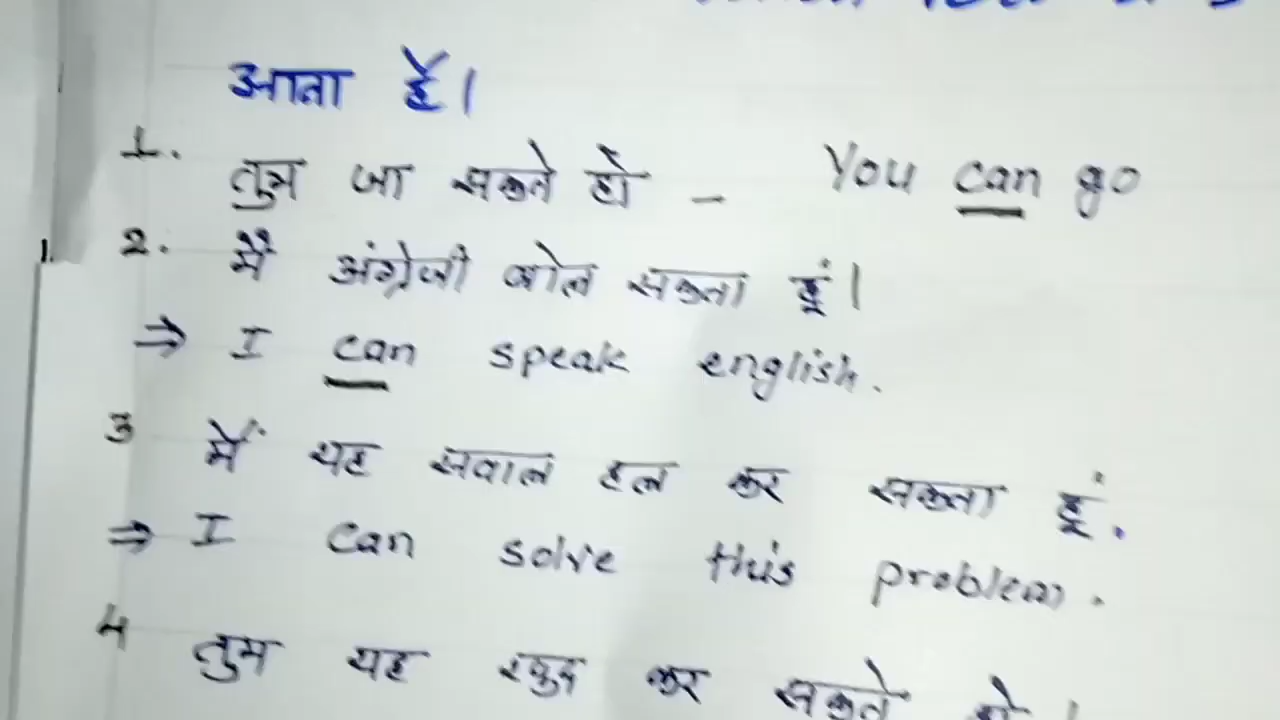 आता हैं।
1. तुम जा सकते हो - You can go
2. मैं अंग्रेजी बोल सकता हूं।
⇒ I can speak english.
3 में यह सवाल हल कर सकता हूं.
⇒ I can solve this problem.
4 तुम यह खुद कर सकते हो।